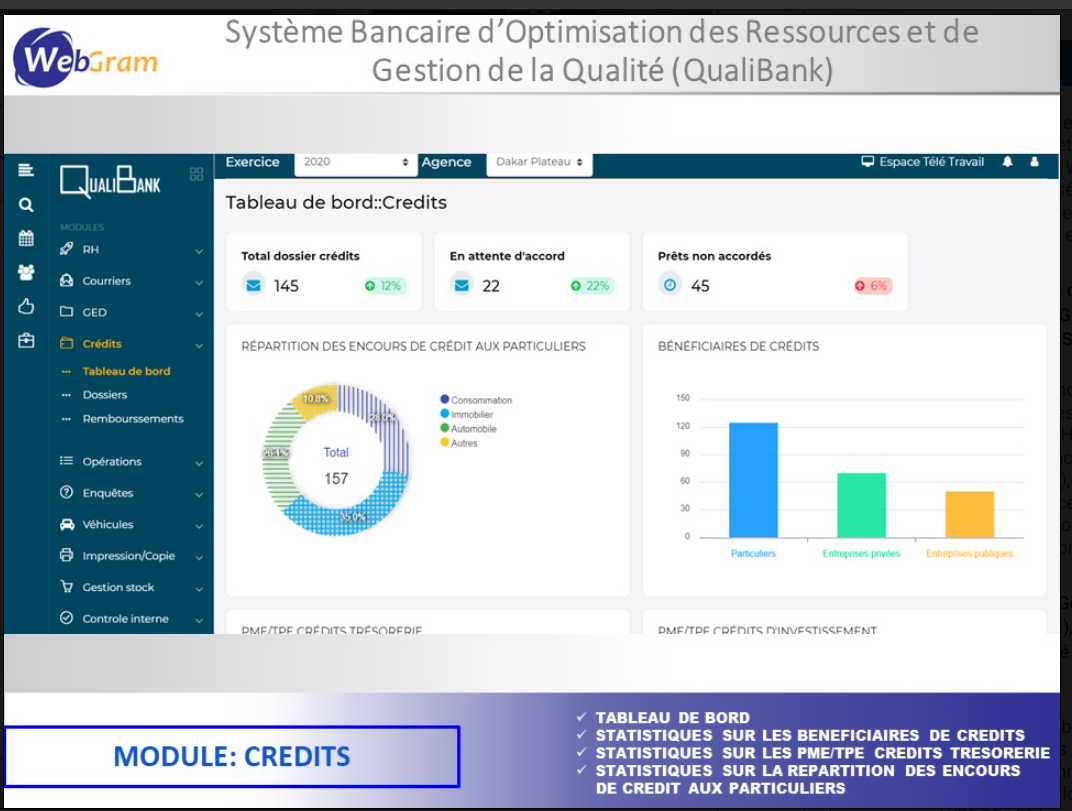 WebGram
Système Bancaire d’Optimisation des Ressources et de
Gestion de la Qualité (QualiBank)
QUALIBANK
Exercice 2020 Agence Dakar Plateau Espace Télé Travail
Tableau de bord::Credits
MODULES
RH
Courriers
GED
Crédits
Tableau de bord
Dossiers
Rembourssements
Opérations
Enquêtes
Véhicules
Impression/Copie
Gestion stock
Controle interne
Total dossier crédits
145 12%
En attente d'accord
22 22%
Prêts non accordés
45 6%
RÉPARTITION DES ENCOURS DE CRÉDIT AUX PARTICULIERS
10.8%
26.1%
35.0%
Total
157
Consommation
Immobilier
Automobile
Autres
BÉNÉFICIAIRES DE CRÉDITS
150
120
90
60
30
0
Particuliers Entreprises privées Entreprises publiques
PME/TPE CRÉDITS TRÉSORERIE
PME/TPE CRÉDITS D'INVESTISSEMENT
MODULE: CREDITS
✓ TABLEAU DE BORD
✓ STATISTIQUES SUR LES BENEFICIAIRES DE CREDITS
✓ STATISTIQUES SUR LES PME/TPE CREDITS TRESORERIE
✓ STATISTIQUES SUR LA REPARTITION DES ENCOURS
DE CREDIT AUX PARTICULIERS